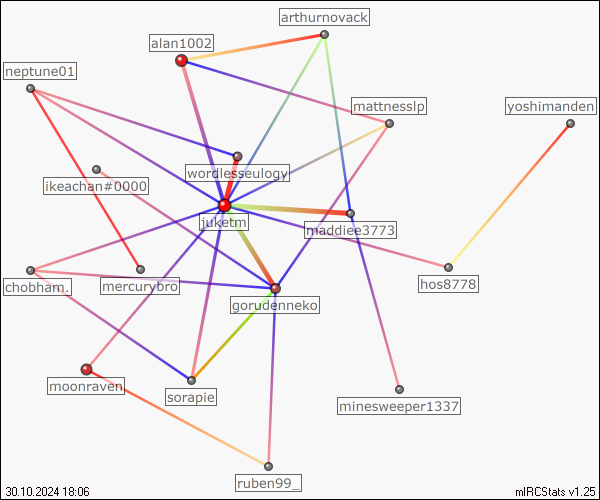 arthurnovack
alan1002
neptune01
mattnesslp
yoshimanden
wordlesseulogy
ikeachan#0000
juketm
maddiee3773
chobham.
mercurybro
hos8778
gorudenneko
moonraven
sorapie
minesweeper1337
ruben99_
30.10.2024 18:06
mIRCStats v1.25